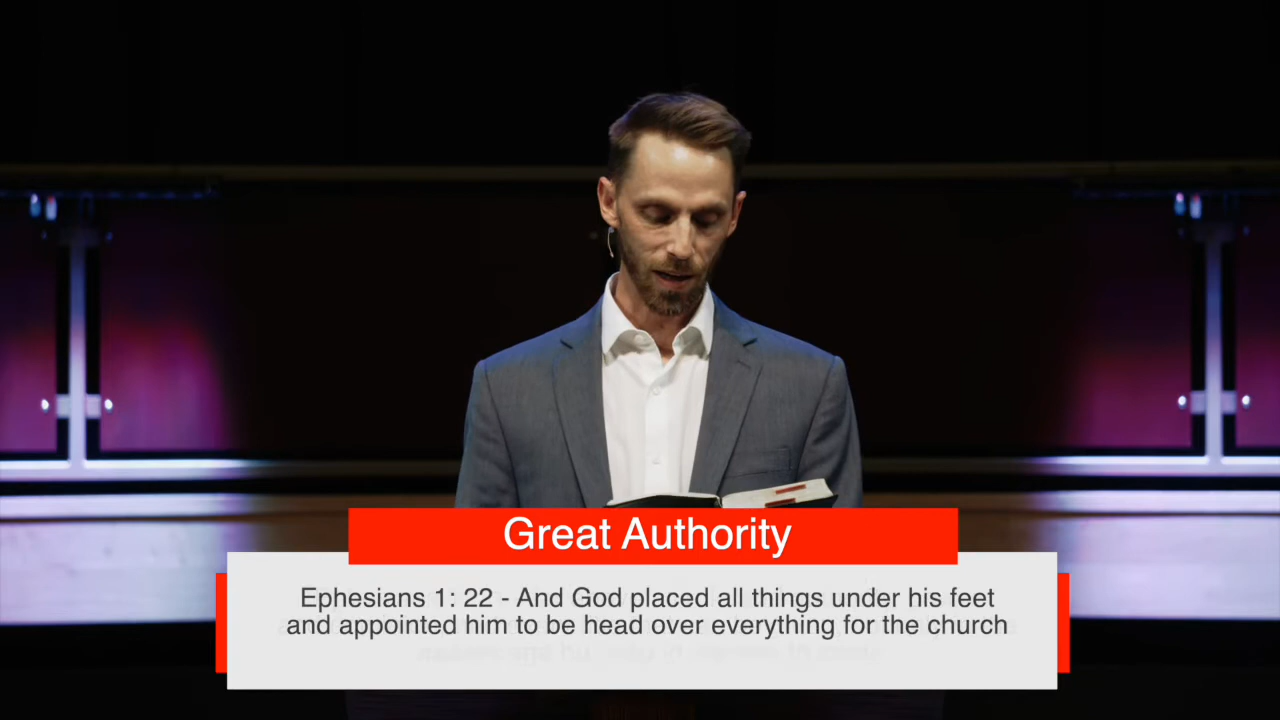 Great Authority
Ephesians 1: 22 - And God placed all things under his feet
and appointed him to be head over everything for the church